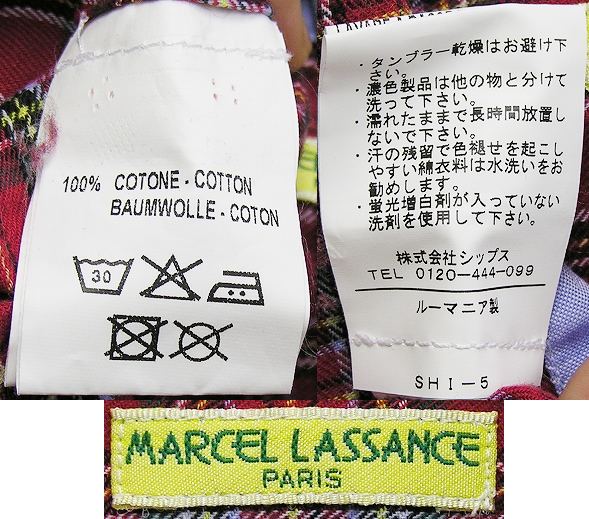 100% COTONE - COTTON
BAUMWOLLE - COTON
30
・タンブラー乾燥はお避け下
さい。
・濃色製品は他の物と分けて
洗って下さい。
・濡れたままで長時間放置し
ないで下さい。
・汗の残留で色褪せを起こし
やすい綿衣料は水洗いをお
勧めします。
・蛍光増白剤が入っていない
洗剤を使用して下さい。
株式会社シップス
TEL 0120-444-099
ルーマニア製
SHI-5
MARCEL LASSANCE
PARIS